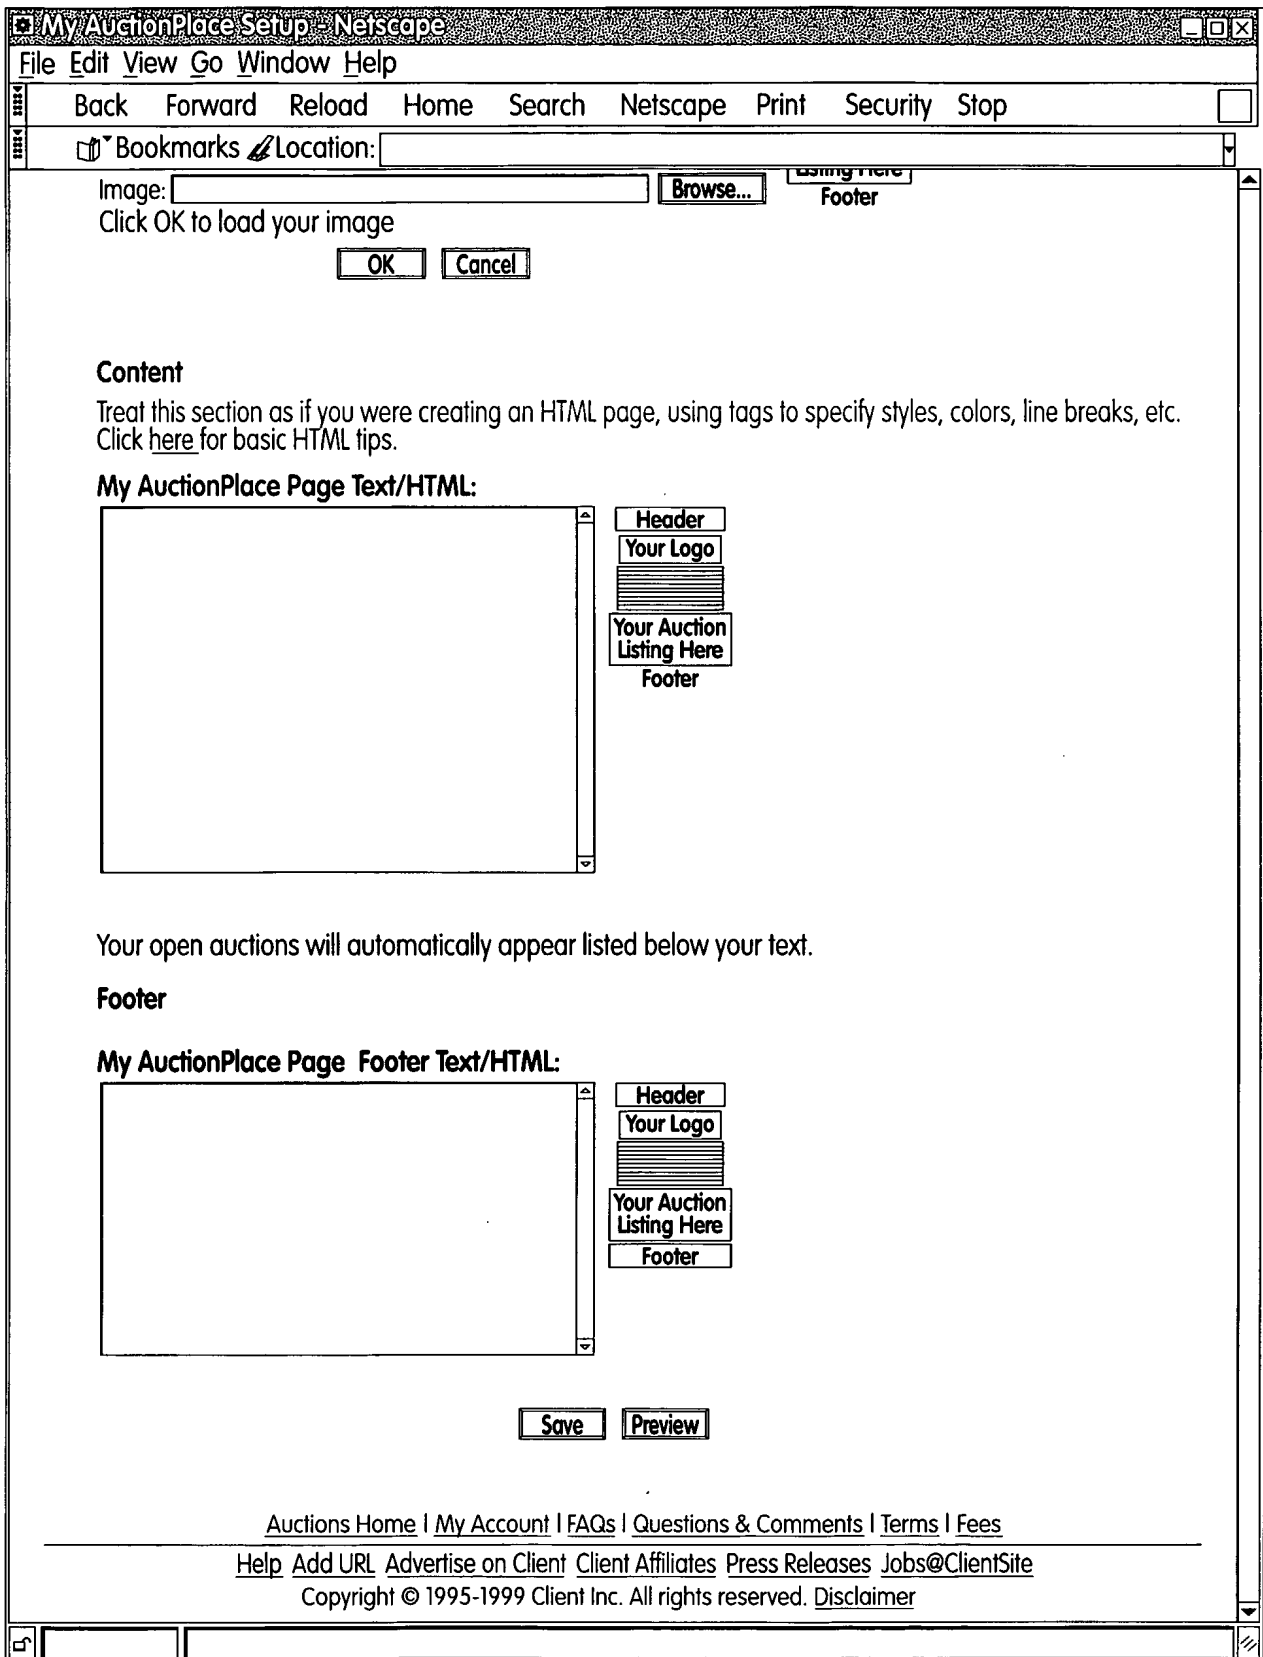 My AuctionPlace Setup - Netscape
File Edit View Go Window Help
Back Forward Reload Home Search Netscape Print Security Stop
Bookmarks Location:
Listing Here
Image: Browse...
Footer
Click OK to load your image
OK Cancel
Content
Treat this section as if you were creating an HTML page, using tags to specify styles, colors, line breaks, etc.
Click here for basic HTML tips.
My AuctionPlace Page Text/HTML:
Header
Your Logo
Your Auction
Listing Here
Footer
Your open auctions will automatically appear listed below your text.
Footer
My AuctionPlace Page Footer Text/HTML:
Header
Your Logo
Your Auction
Listing Here
Footer
Save Preview
Auctions Home | My Account | FAQs | Questions & Comments | Terms | Fees
Help Add URL Advertise on Client Client Affiliates Press Releases Jobs@ClientSite
Copyright © 1995-1999 Client Inc. All rights reserved. Disclaimer